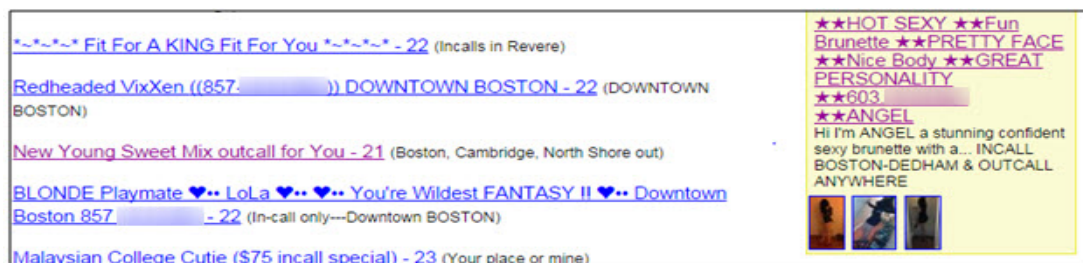 *~*~*~* Fit For A KING Fit For You *~*~*~* - 22 (Incalls in Revere)
Redheaded VixXen ((857- )) DOWNTOWN BOSTON - 22 (DOWNTOWN
BOSTON)
New Young Sweet Mix outcall for You - 21 (Boston, Cambridge, North Shore out)
BLONDE Playmate ♥•• LoLa ♥•• ♥•• You're Wildest FANTASY !! ♥•• Downtown
Boston 857 - 22 (In-call only---Downtown BOSTON)
Malaysian College Cutie ($75 incall special) - 23 (Your place or mine)
★★HOT SEXY ★★Fun
Brunette ★★PRETTY FACE
★★Nice Body ★★GREAT
PERSONALITY
★★603
★★ANGEL
Hi I'm ANGEL a stunning confident
sexy brunette with a... INCALL
BOSTON-DEDHAM & OUTCALL
ANYWHERE